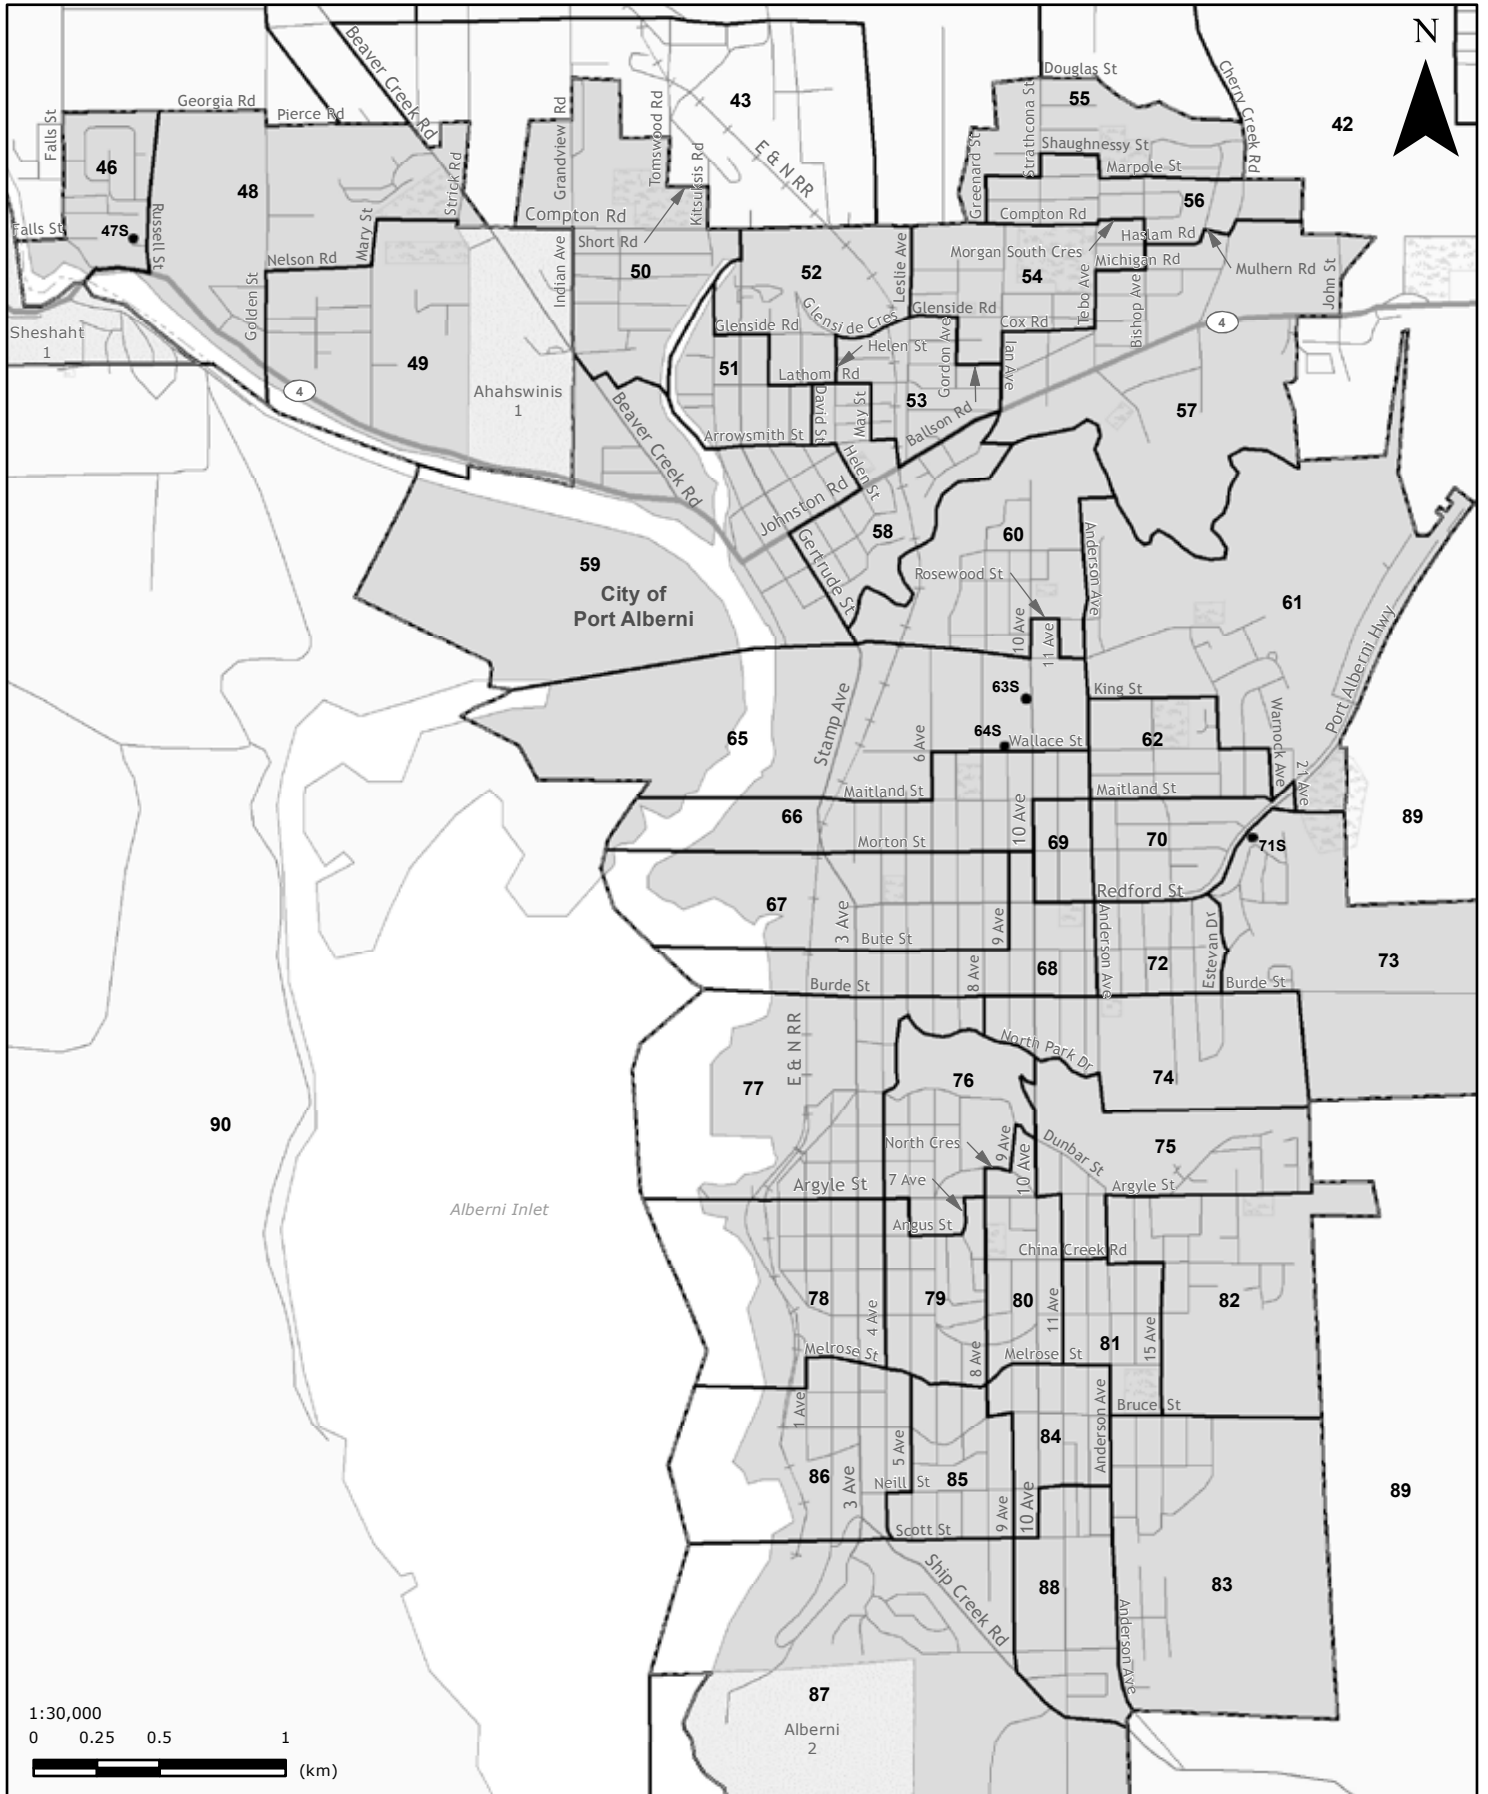 N
Beaver Creek Rd
43
Douglas St
55
Cherry Creek Rd
42
Georgia Rd
Pierce Rd
Falls St
46
48
Strick Rd
Grandview Rd
Tomswood Rd
Kitsuksis Rd
E & N RR
Strathcona St
Shaughnessy St
Marpole St
Greenard St
56
Compton Rd
Compton Rd
Falls St
47S
Russell St
Mary St
Nelson Rd
Golden St
Indian Ave
Short Rd
50
52
Leslie Ave
Morgan South Cres
Haslam Rd
Michigan Rd
Mulhern Rd
54
Tebo Ave
Bishop Ave
John St
Glensi de Cres
Glenside Rd
Glenside Rd
Cox Rd
4
Sheshaht
1
49
4
Ahahswinis
1
51
Helen St
Lathom Rd
Gordon Ave
Ian Ave
53
57
David St
May St
Ballson Rd
Arrowsmith St
Beaver Creek Rd
Helen St
Johnston Rd
58
Gertrude St
60
Anderson Ave
59
City of
Port Alberni
Rosewood St
10 Ave
11 Ave
61
Port Alberni Hwy
63S
King St
Stamp Ave
65
6 Ave
64S
Wallace St
62
Warnock Ave
21 Ave
Maitland St
Maitland St
66
10 Ave
Morton St
69
70
71S
89
67
3 Ave
Redford St
9 Ave
Bute St
Anderson Ave
Estevan Dr
68
72
73
8 Ave
Burde St
Burde St
E & N RR
North Park Dr
77
76
74
90
North Cres
9 Ave
10 Ave
Dunbar St
75
7 Ave
Argyle St
Argyle St
Alberni Inlet
Angus St
China Creek Rd
78
4 Ave
79
80
11 Ave
82
81
15 Ave
Melrose St
8 Ave
Melrose St
1 Ave
Anderson Ave
Bruce St
84
5 Ave
86
3 Ave
Neill St
85
89
9 Ave
10 Ave
Scott St
Ship Creek Rd
88
83
Anderson Ave
87
Alberni
2
1:30,000
0 0.25 0.5 1
(km)